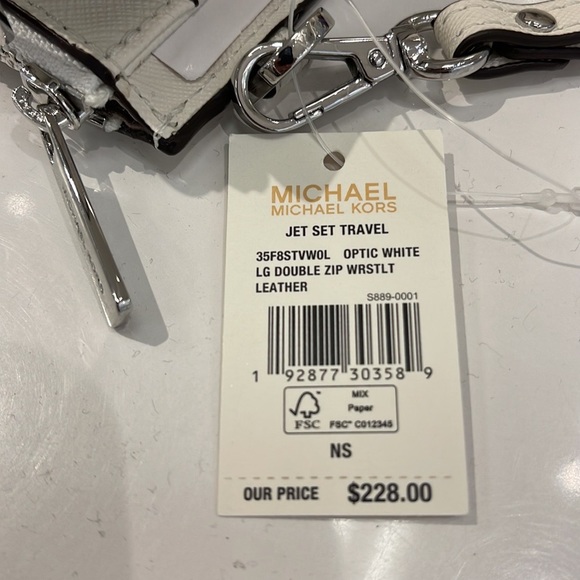 MICHAEL
MICHAEL KORS
JET SET TRAVEL
35F8STVW0L OPTIC WHITE
LG DOUBLE ZIP WRSTLT
LEATHER
S889-0001
1 92877 30358 9
FSC
MIX
Paper
FSC® C012345
NS
OUR PRICE $228.00